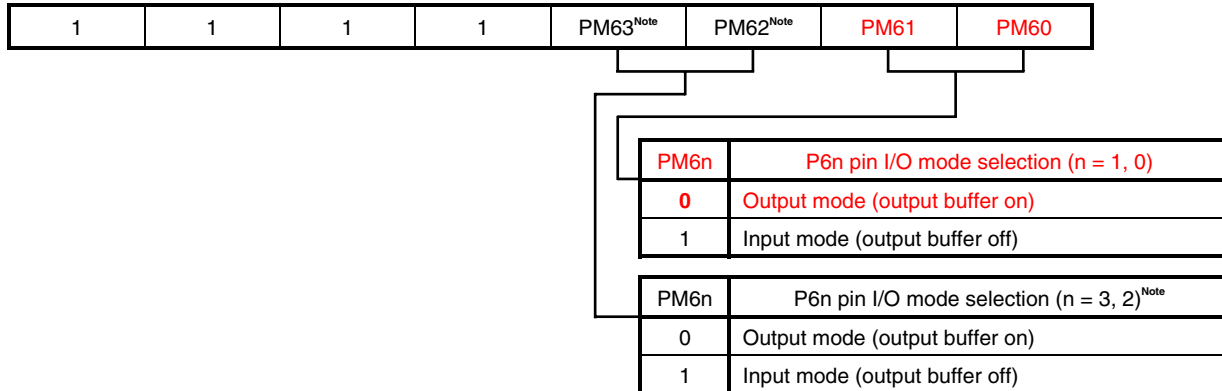 1 1 1 1 PM63Note PM62Note PM61 PM60
PM6n P6n pin I/O mode selection (n = 1, 0)
0 Output mode (output buffer on)
1 Input mode (output buffer off)
PM6n P6n pin I/O mode selection (n = 3, 2)Note
0 Output mode (output buffer on)
1 Input mode (output buffer off)